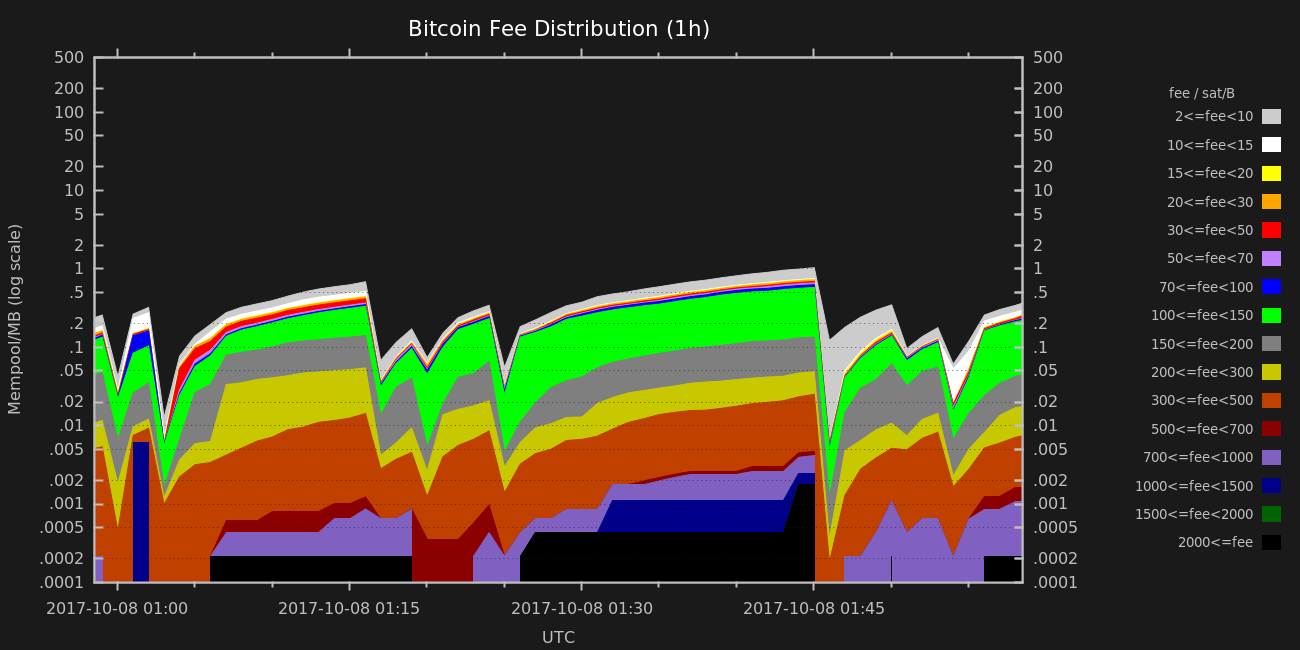 Bitcoin Fee Distribution (1h)
Mempool/MB (log scale)
500
200
100
50
20
10
5
2
1
.5
.2
.1
.05
.02
.01
.005
.002
.001
.0005
.0002
.0001
500
200
100
50
20
10
5
2
1
.5
.2
.1
.05
.02
.01
.005
.002
.001
.0005
.0002
.0001
2017-10-08 01:00
2017-10-08 01:15
2017-10-08 01:30
2017-10-08 01:45
UTC
fee / sat/B
2<=fee<10
10<=fee<15
15<=fee<20
20<=fee<30
30<=fee<50
50<=fee<70
70<=fee<100
100<=fee<150
150<=fee<200
200<=fee<300
300<=fee<500
500<=fee<700
700<=fee<1000
1000<=fee<1500
1500<=fee<2000
2000<=fee